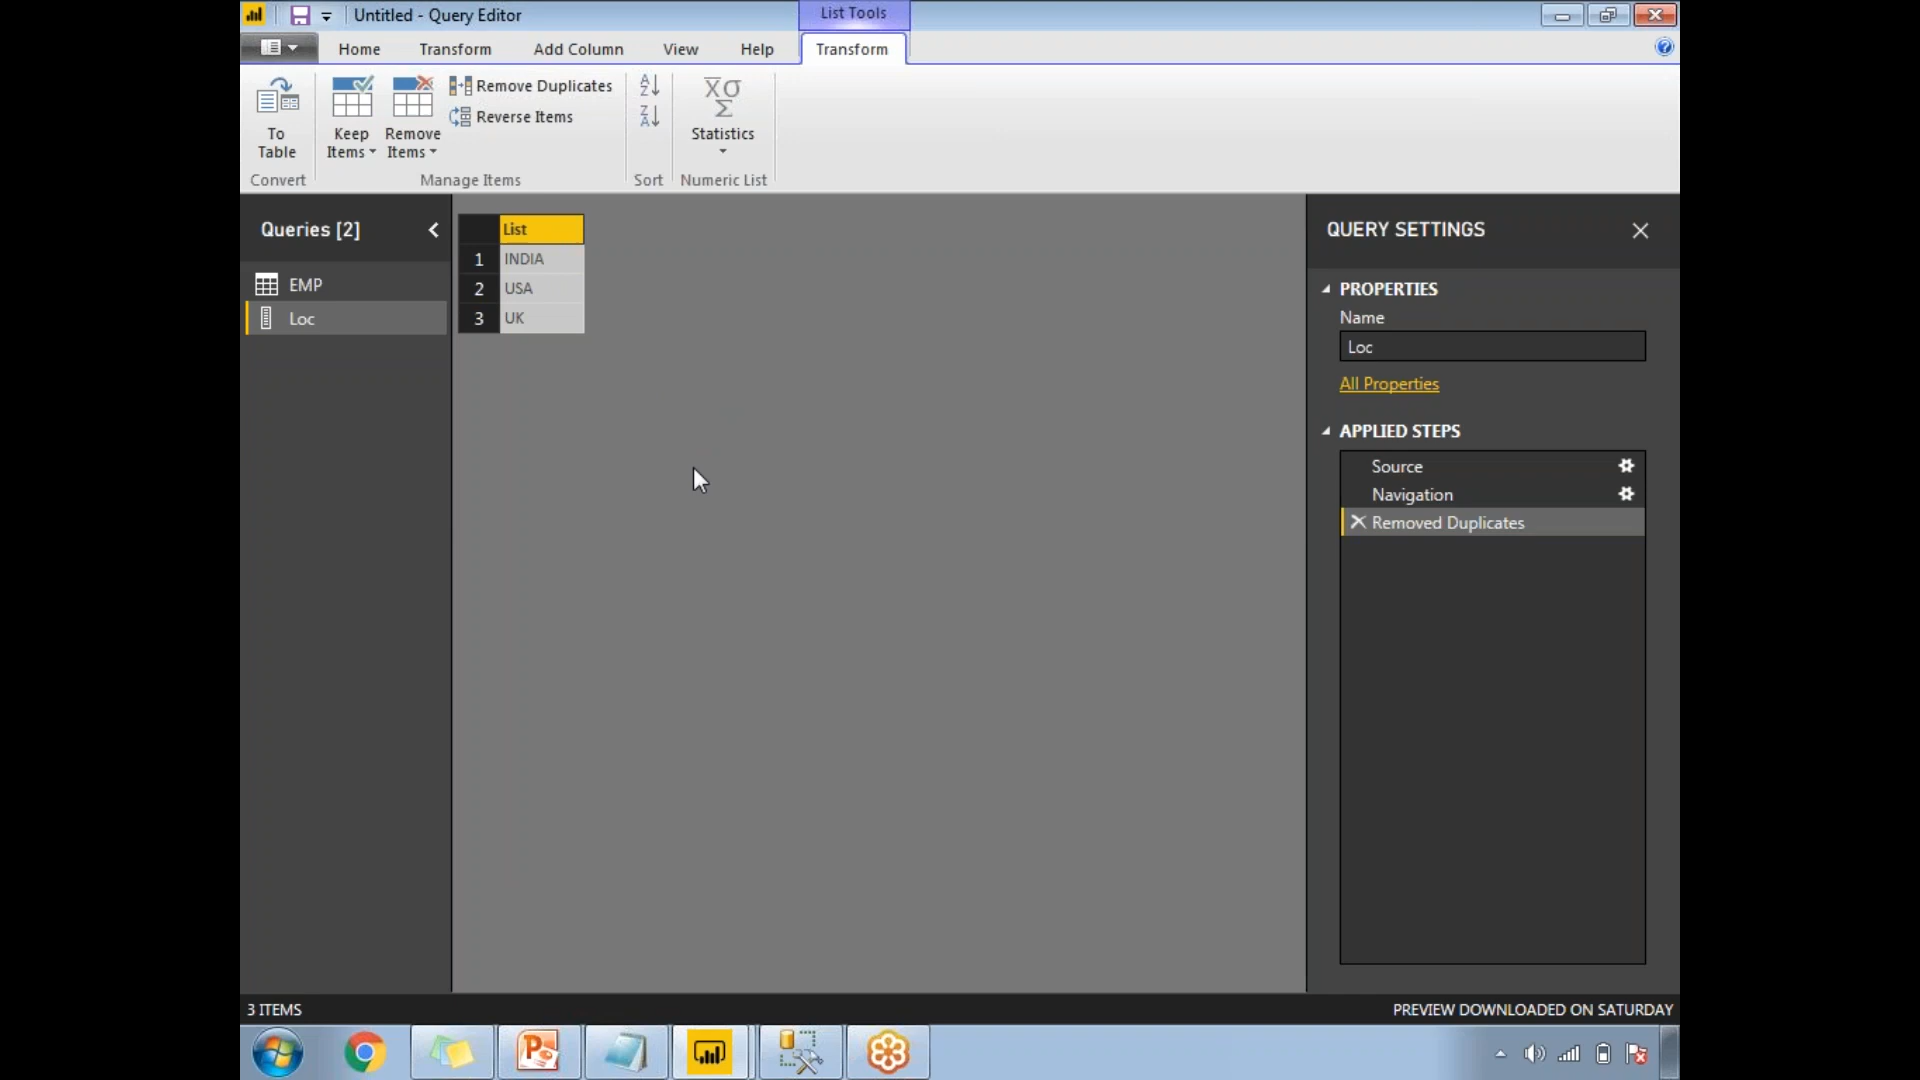 Untitled - Query Editor
List Tools
Home Transform Add Column View Help Transform
To Table
Keep Items
Remove Items
Remove Duplicates
Reverse Items
Statistics
Convert Manage Items Sort Numeric List
Queries [2]
EMP
Loc
List
1 INDIA
2 USA
3 UK
QUERY SETTINGS
PROPERTIES
Name
Loc
All Properties
APPLIED STEPS
Source
Navigation
Removed Duplicates
3 ITEMS
PREVIEW DOWNLOADED ON SATURDAY